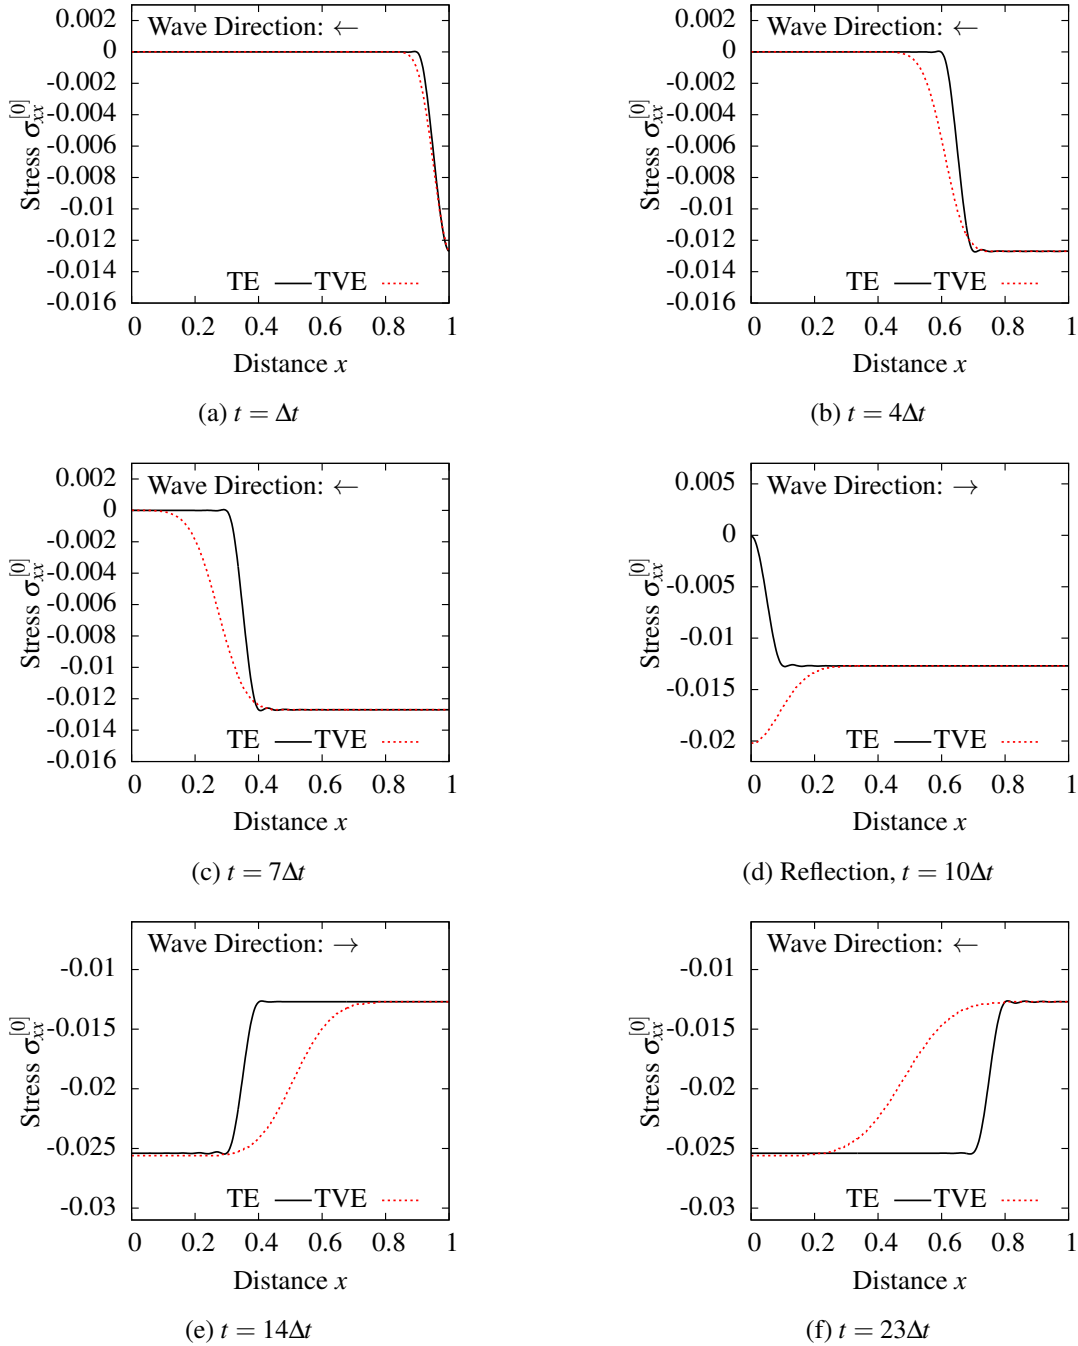 0.002
0
-0.002
-0.004
-0.006
-0.008
-0.01
-0.012
-0.014
-0.016
Stress σ_{xx}^{[0]}
Wave Direction: ←
TE TVE
0 0.2 0.4 0.6 0.8 1
Distance x
(a) t = Δt
0.002
0
-0.002
-0.004
-0.006
-0.008
-0.01
-0.012
-0.014
-0.016
Stress σ_{xx}^{[0]}
Wave Direction: ←
TE TVE
0 0.2 0.4 0.6 0.8 1
Distance x
(b) t = 4Δt
0.002
0
-0.002
-0.004
-0.006
-0.008
-0.01
-0.012
-0.014
-0.016
Stress σ_{xx}^{[0]}
Wave Direction: ←
TE TVE
0 0.2 0.4 0.6 0.8 1
Distance x
(c) t = 7Δt
0.005
0
-0.005
-0.01
-0.015
-0.02
Stress σ_{xx}^{[0]}
Wave Direction: →
TE TVE
0 0.2 0.4 0.6 0.8 1
Distance x
(d) Reflection, t = 10Δt
-0.01
-0.015
-0.02
-0.025
-0.03
Stress σ_{xx}^{[0]}
Wave Direction: →
TE TVE
0 0.2 0.4 0.6 0.8 1
Distance x
(e) t = 14Δt
-0.01
-0.015
-0.02
-0.025
-0.03
Stress σ_{xx}^{[0]}
Wave Direction: ←
TE TVE
0 0.2 0.4 0.6 0.8 1
Distance x
(f) t = 23Δt